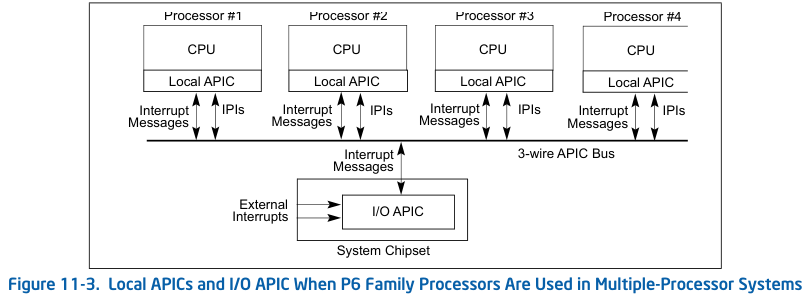 Processor #1 Processor #2 Processor #3 Processor #4
CPU CPU CPU CPU
Local APIC Local APIC Local APIC Local APIC
Interrupt Messages IPIs Interrupt Messages IPIs Interrupt Messages IPIs Interrupt Messages IPIs
3-wire APIC Bus
Interrupt
Messages
External
Interrupts
I/O APIC
System Chipset
Figure 11-3. Local APICs and I/O APIC When P6 Family Processors Are Used in Multiple-Processor Systems